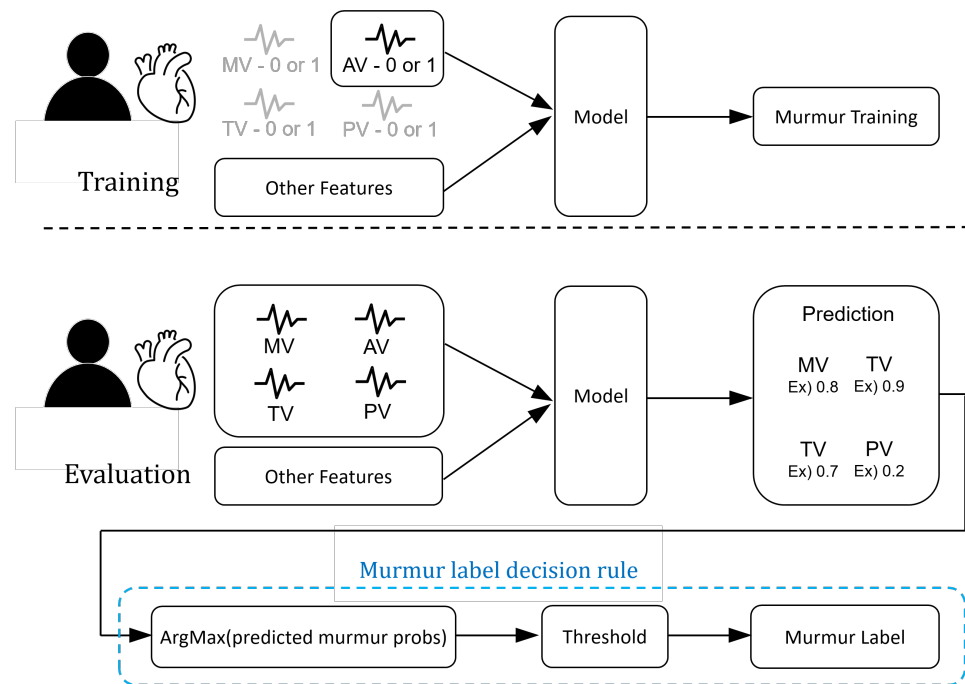 MV - 0 or 1
AV - 0 or 1
TV - 0 or 1
PV - 0 or 1
Training
Other Features
Model
Murmur Training
MV
AV
TV
PV
Evaluation
Other Features
Model
Prediction
MV TV
Ex) 0.8 Ex) 0.9
TV PV
Ex) 0.7 Ex) 0.2
Murmur label decision rule
ArgMax(predicted murmur probs)
Threshold
Murmur Label